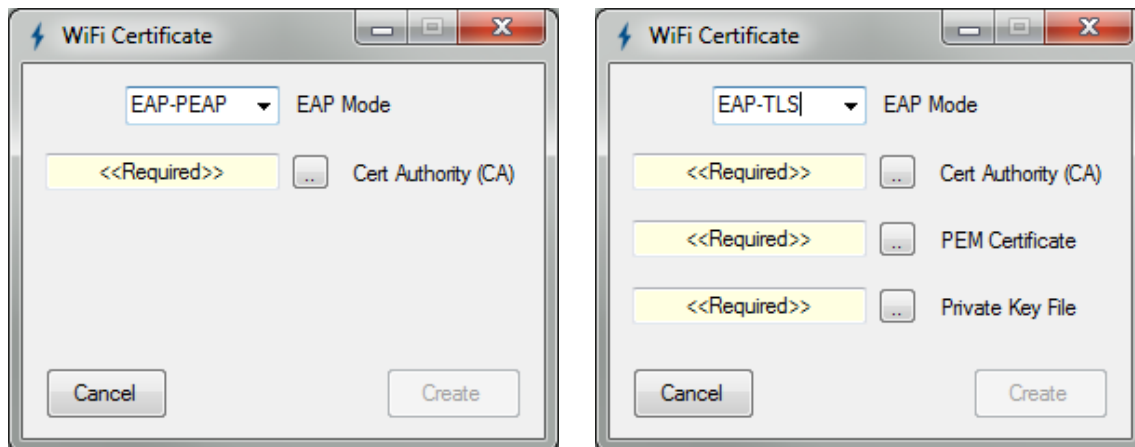 WiFi Certificate
EAP-PEAP EAP Mode
<<Required>> .. Cert Authority (CA)
Cancel Create
WiFi Certificate
EAP-TLS EAP Mode
<<Required>> .. Cert Authority (CA)
<<Required>> .. PEM Certificate
<<Required>> .. Private Key File
Cancel Create